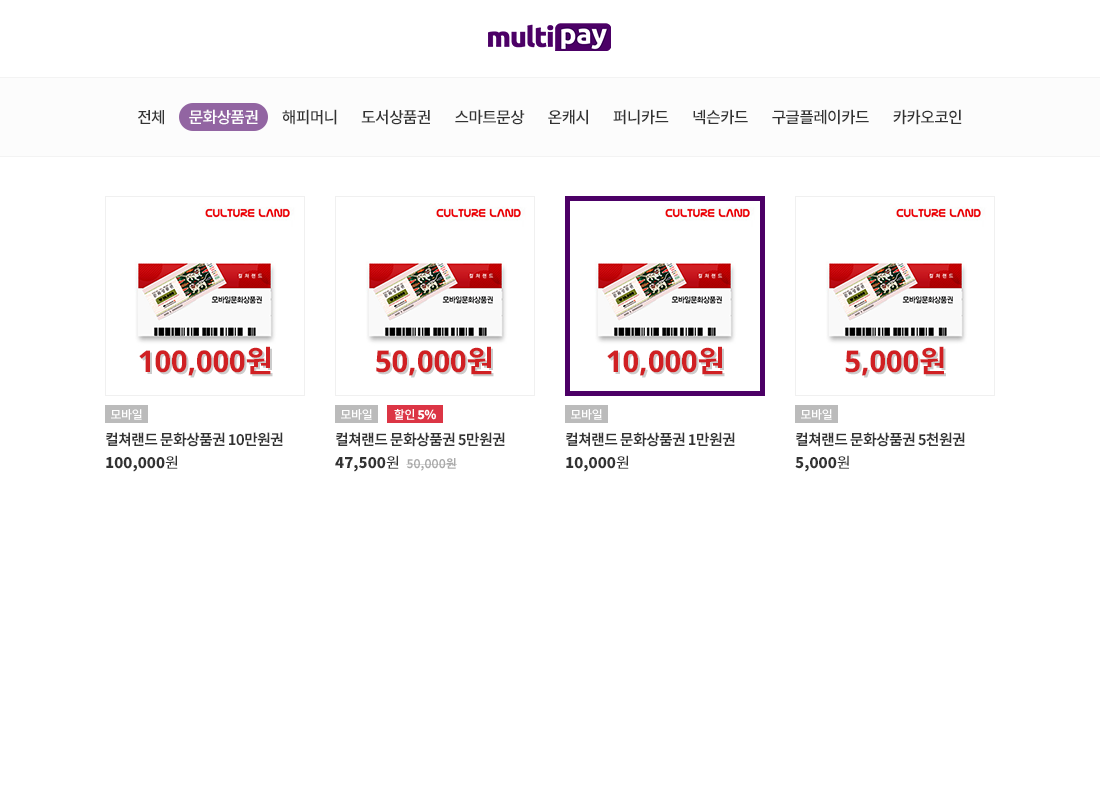 multipay
전체 문화상품권 해피머니 도서상품권 스마트문상 온캐시 퍼니카드 넥슨카드 구글플레이카드 카카오코인
CULTURE LAND
컬쳐랜드
모바일문화상품권
100,000원
모바일
컬쳐랜드 문화상품권 10만원권
100,000원
CULTURE LAND
컬쳐랜드
모바일문화상품권
50,000원
모바일 할인 5%
컬쳐랜드 문화상품권 5만원권
47,500원 50,000원
CULTURE LAND
컬쳐랜드
모바일문화상품권
10,000원
모바일
컬쳐랜드 문화상품권 1만원권
10,000원
CULTURE LAND
컬쳐랜드
모바일문화상품권
5,000원
모바일
컬쳐랜드 문화상품권 5천원권
5,000원